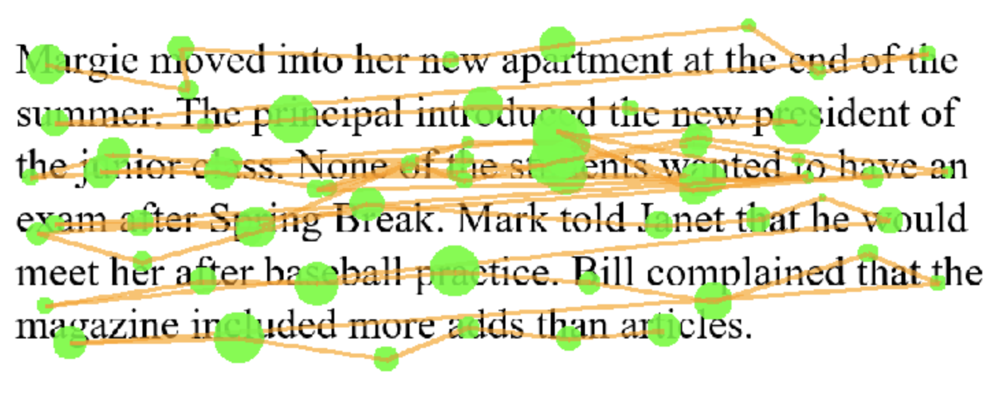 Margie moved into her new apartment at the end of the
summer. The principal introduced the new president of
the junior class. None of the students wanted to have an
exam after Spring Break. Mark told Janet that he would
meet her after baseball practice. Bill complained that the
magazine included more adds than articles.